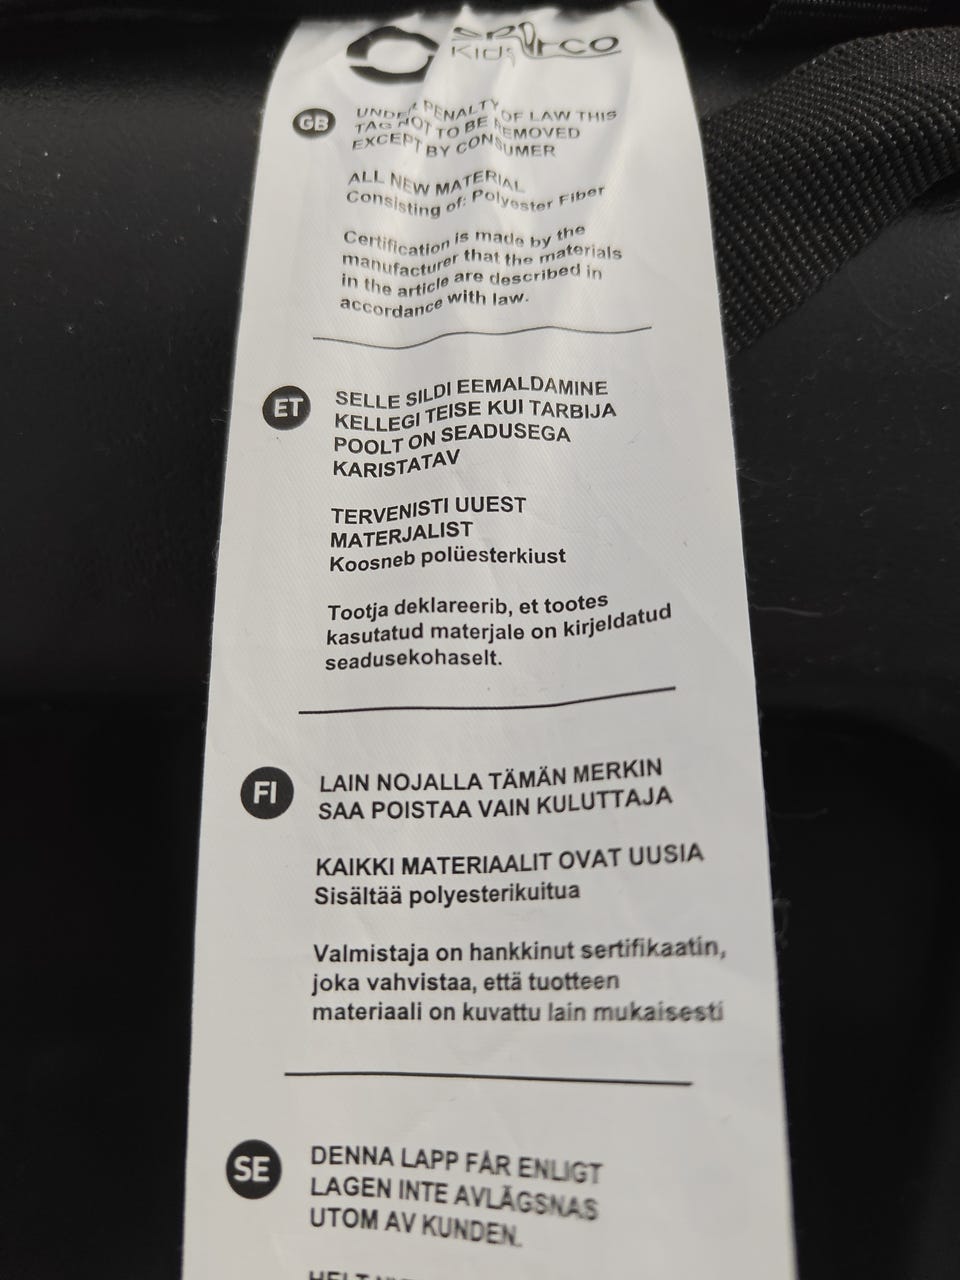 SPARCO
Kids
GB
UNDER PENALTY OF LAW THIS
TAG NOT TO BE REMOVED
EXCEPT BY CONSUMER
ALL NEW MATERIAL
Consisting of: Polyester Fiber
Certification is made by the
manufacturer that the materials
in the article are described in
accordance with law.
ET
SELLE SILDI EEMALDAMINE
KELLEGI TEISE KUI TARBIJA
POOLT ON SEADUSEGA
KARISTATAV
TERVENISTI UUEST
MATERJALIST
Koosneb polüesterkiust
Tootja deklareerib, et tootes
kasutatud materjale on kirjeldatud
seadusekohaselt.
FI
LAIN NOJALLA TÄMÄN MERKIN
SAA POISTAA VAIN KULUTTAJA
KAIKKI MATERIAALIT OVAT UUSIA
Sisältää polyesterikuitua
Valmistaja on hankkinut sertifikaatin,
joka vahvistaa, että tuotteen
materiaali on kuvattu lain mukaisesti
SE
DENNA LAPP FÅR ENLIGT
LAGEN INTE AVLÄGSNAS
UTOM AV KUNDEN.